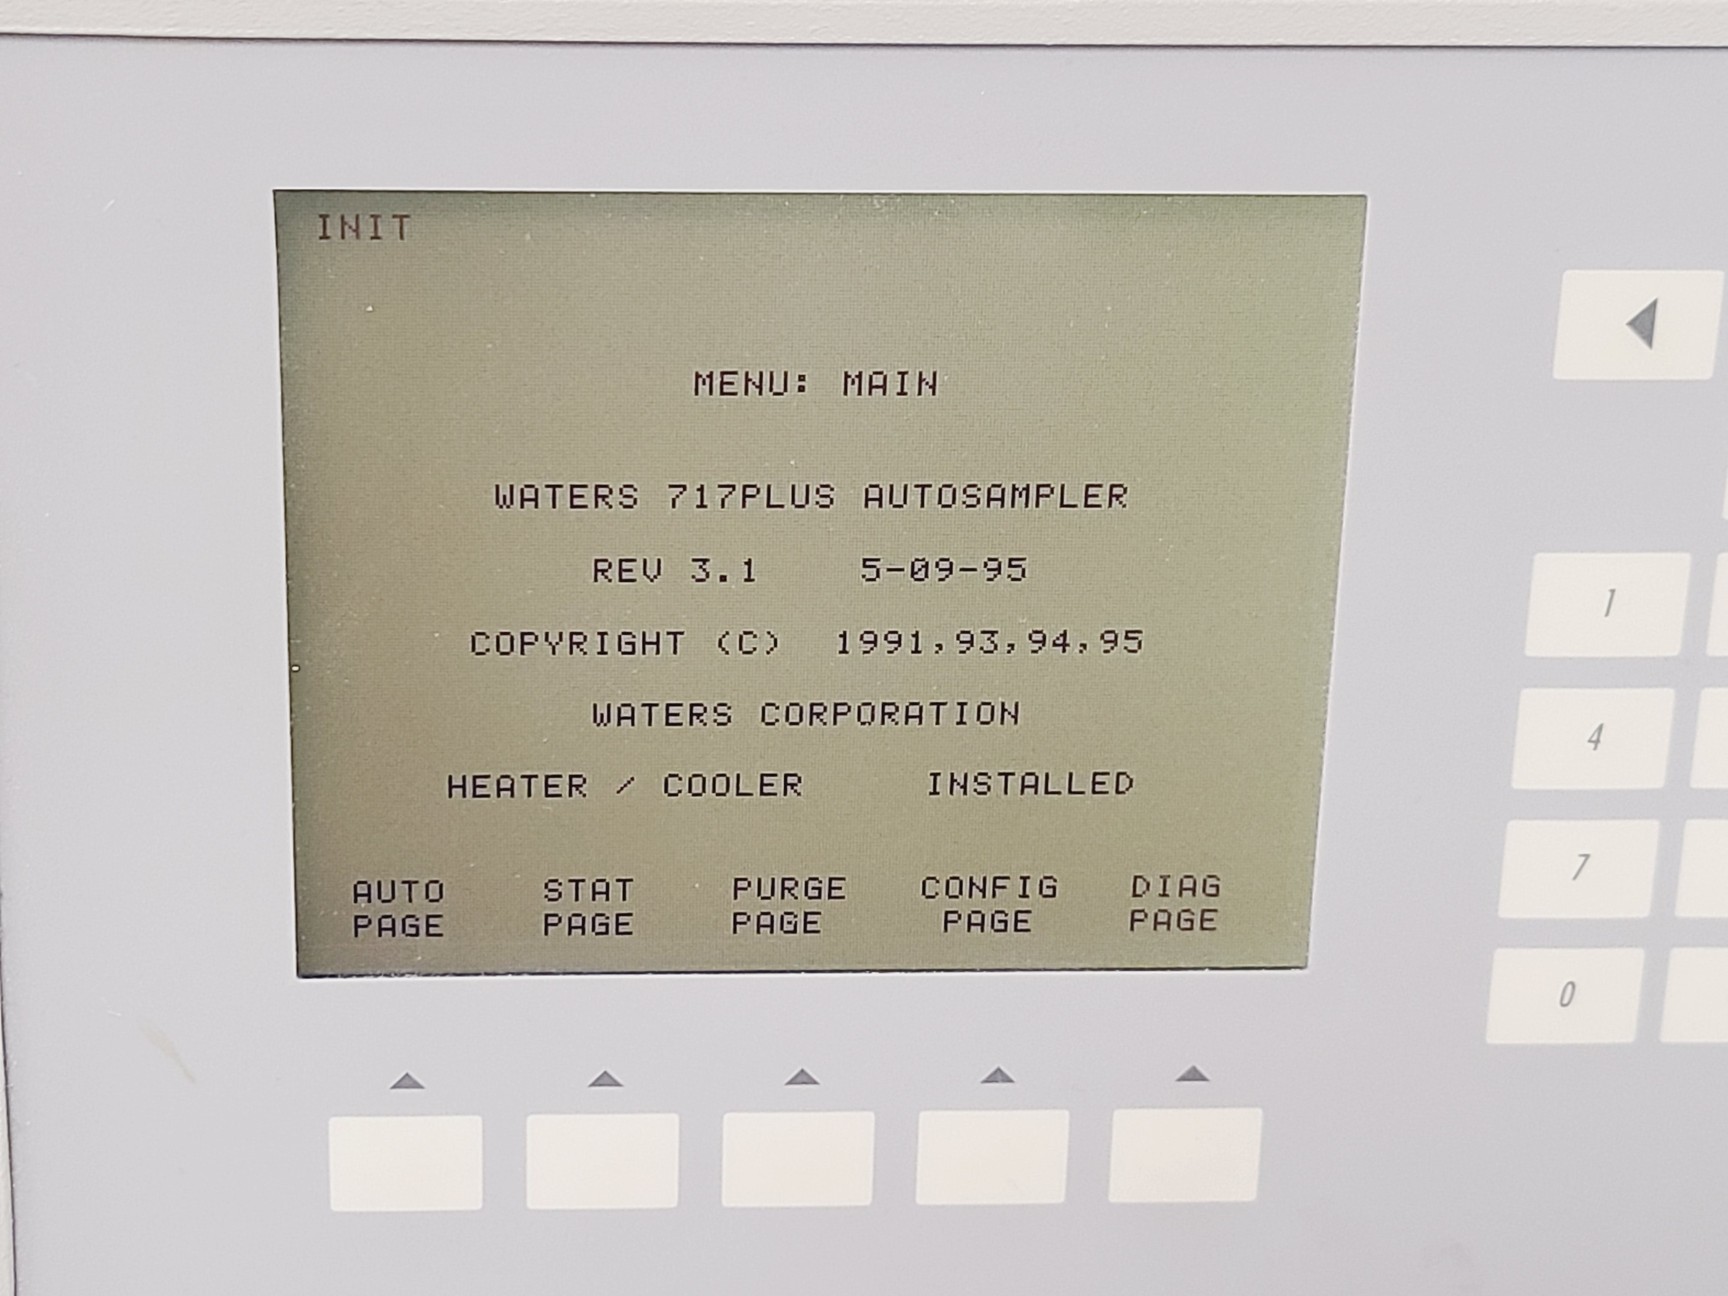 INIT
MENU: MAIN
WATERS 717PLUS AUTOSAMPLER
REV 3.1 5-09-95
COPYRIGHT (C) 1991,93,94,95
WATERS CORPORATION
HEATER / COOLER INSTALLED
AUTO STAT PURGE CONFIG DIAG
PAGE PAGE PAGE PAGE PAGE
1
4
7
0